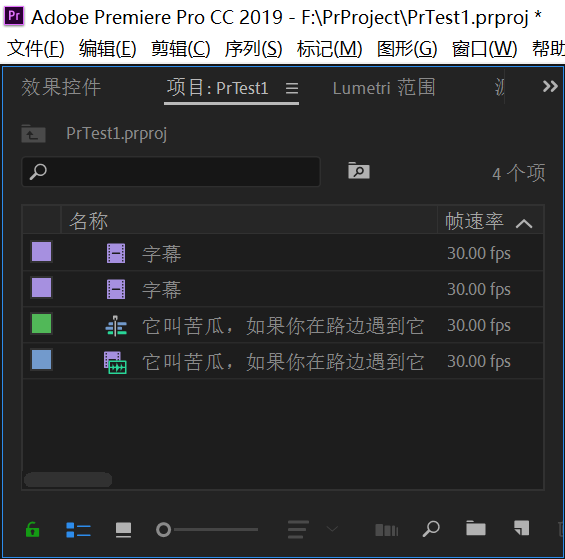 Pr Adobe Premiere Pro CC 2019 - F:\PrProject\PrTest1.prproj *
文件(F) 编辑(E) 剪辑(C) 序列(S) 标记(M) 图形(G) 窗口(W) 帮助
效果控件 项目: PrTest1 Lumetri 范围
PrTest1.prproj
4 个项
名称 帧速率
字幕 30.00 fps
字幕 30.00 fps
它叫苦瓜，如果你在路边遇到它 30.00 fps
它叫苦瓜，如果你在路边遇到它 30.00 fps